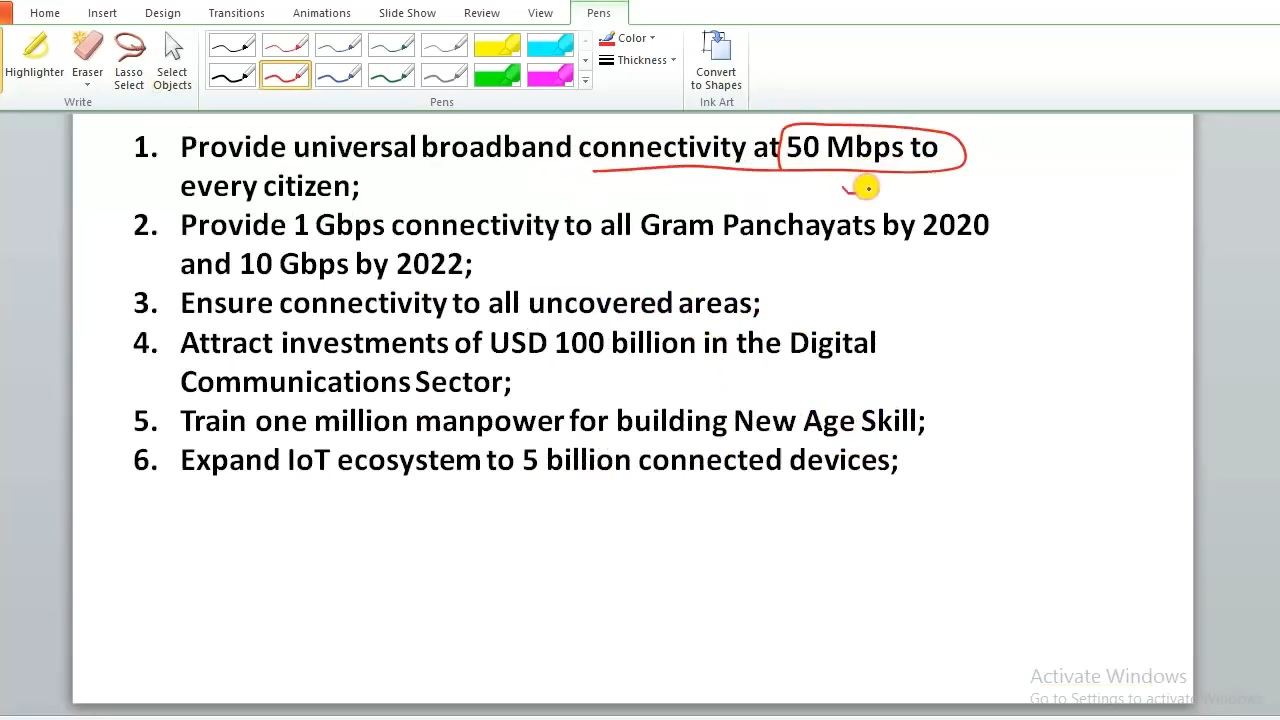 Home Insert Design Transitions Animations Slide Show Review View Pens
Highlighter Eraser Lasso Select Select Objects Color Thickness Convert to Shapes
Write Pens Ink Art
1. Provide universal broadband connectivity at 50 Mbps to
every citizen;
2. Provide 1 Gbps connectivity to all Gram Panchayats by 2020
and 10 Gbps by 2022;
3. Ensure connectivity to all uncovered areas;
4. Attract investments of USD 100 billion in the Digital
Communications Sector;
5. Train one million manpower for building New Age Skill;
6. Expand IoT ecosystem to 5 billion connected devices;
Activate Windows
Go to Settings to activate Windows.